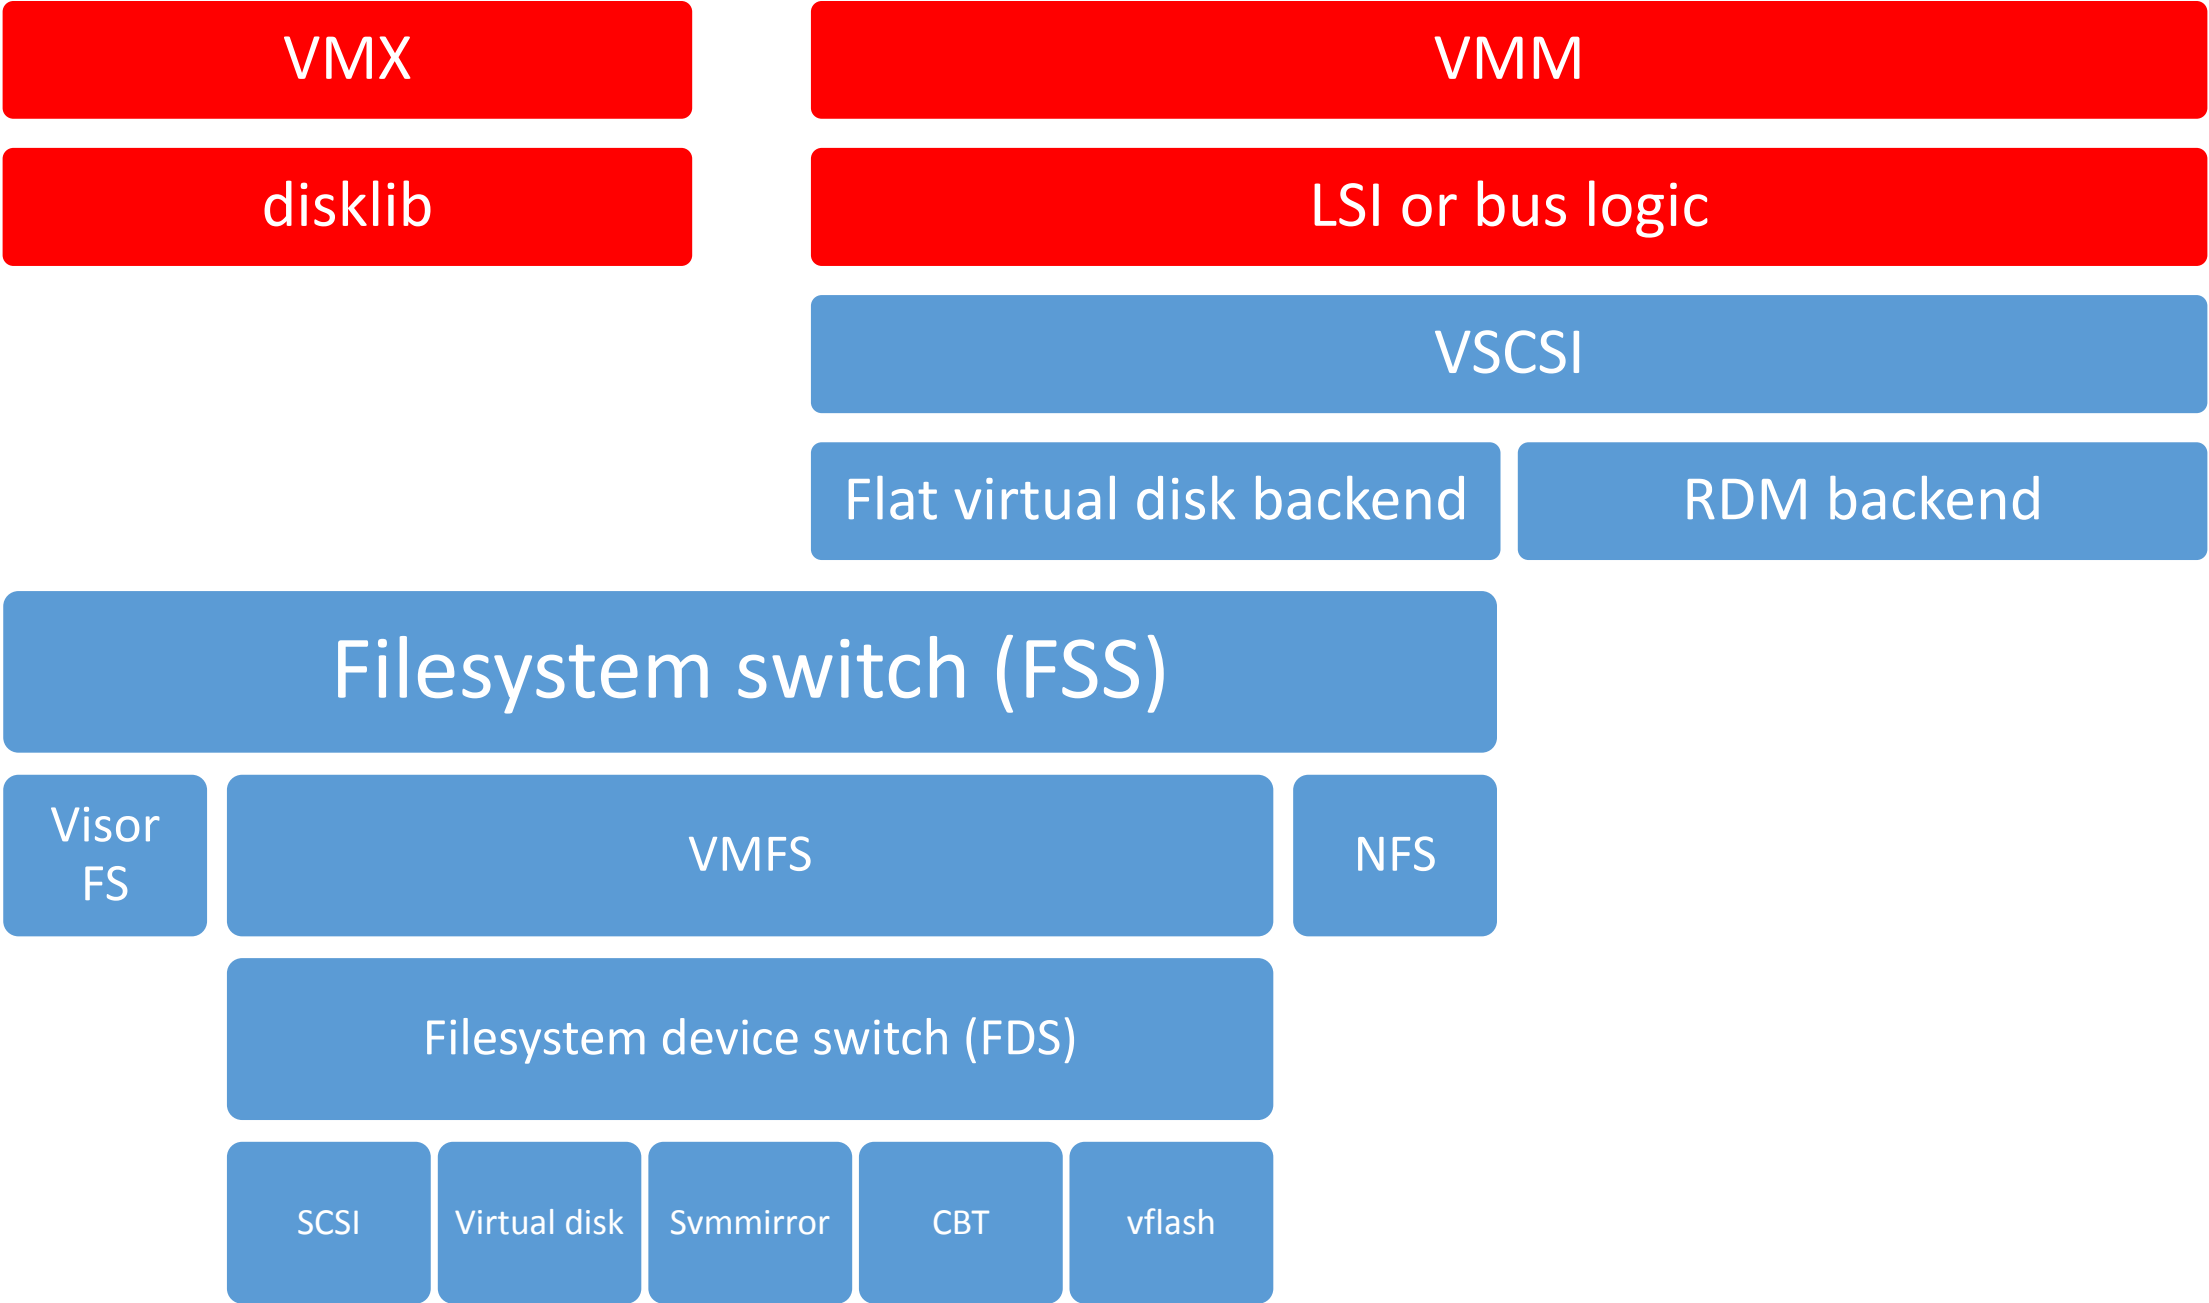 VMX
VMM
disklib
LSI or bus logic
VSCSI
Flat virtual disk backend
RDM backend
Filesystem switch (FSS)
Visor
FS
VMFS
NFS
Filesystem device switch (FDS)
SCSI
Virtual disk
Svmmirror
CBT
vflash